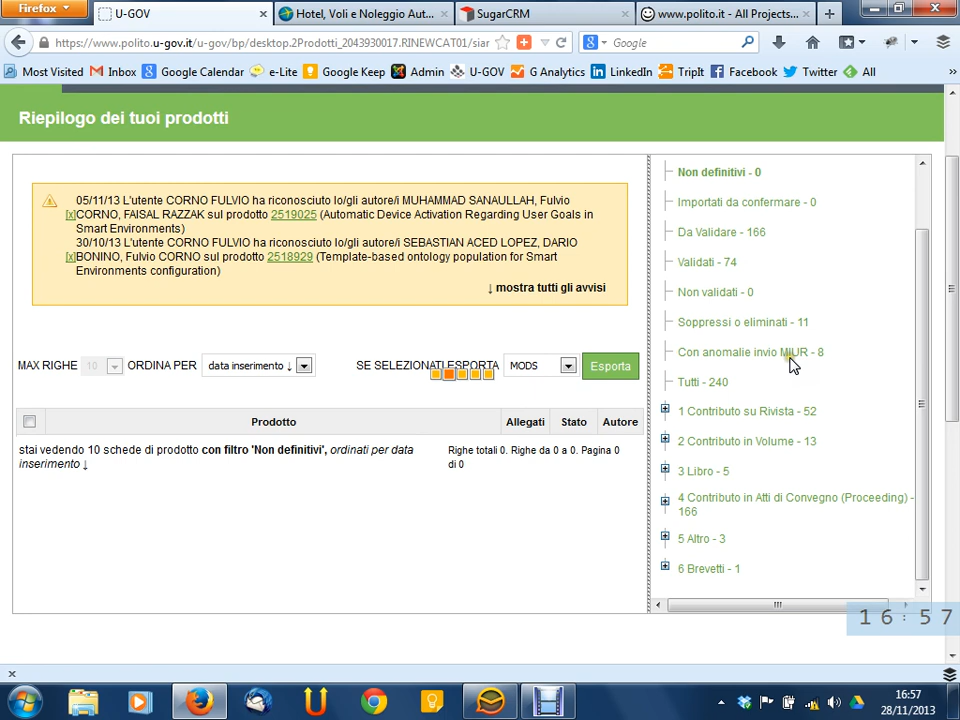 Firefox
U-GOV
Hotel, Voli e Noleggio Aut...
SugarCRM
www.polito.it - All Projects...
https://www.polito.u-gov.it/u-gov/bp/desktop.2Prodotti_2043930017.RINEWCAT01/siar
Google
Most Visited
Inbox
Google Calendar
e-Lite
Google Keep
Admin
U-GOV
G Analytics
LinkedIn
TripIt
Facebook
Twitter
All
Riepilogo dei tuoi prodotti
05/11/13 L'utente CORNO FULVIO ha riconosciuto lo/gli autore/i MUHAMMAD SANAULLAH, Fulvio
[x]CORNO, FAISAL RAZZAK sul prodotto 2519025 (Automatic Device Activation Regarding User Goals in
Smart Environments)
30/10/13 L'utente CORNO FULVIO ha riconosciuto lo/gli autore/i SEBASTIAN ACED LOPEZ, DARIO
[x]BONINO, Fulvio CORNO sul prodotto 2518929 (Template-based ontology population for Smart
Environments configuration)
↓ mostra tutti gli avvisi
MAX RIGHE 10 ORDINA PER data inserimento ↓ SE SELEZIONATI ESPORTA MODS Esporta
Prodotto Allegati Stato Autore
stai vedendo 10 schede di prodotto con filtro 'Non definitivi', ordinati per data
inserimento ↓
Righe totali 0. Righe da 0 a 0. Pagina 0
di 0
Non definitivi - 0
Importati da confermare - 0
Da Validare - 166
Validati - 74
Non validati - 0
Soppressi o eliminati - 11
Con anomalie invio MIUR - 8
Tutti - 240
1 Contributo su Rivista - 52
2 Contributo in Volume - 13
3 Libro - 5
4 Contributo in Atti di Convegno (Proceeding) -
166
5 Altro - 3
6 Brevetti - 1
16:57
x
16:57
28/11/2013